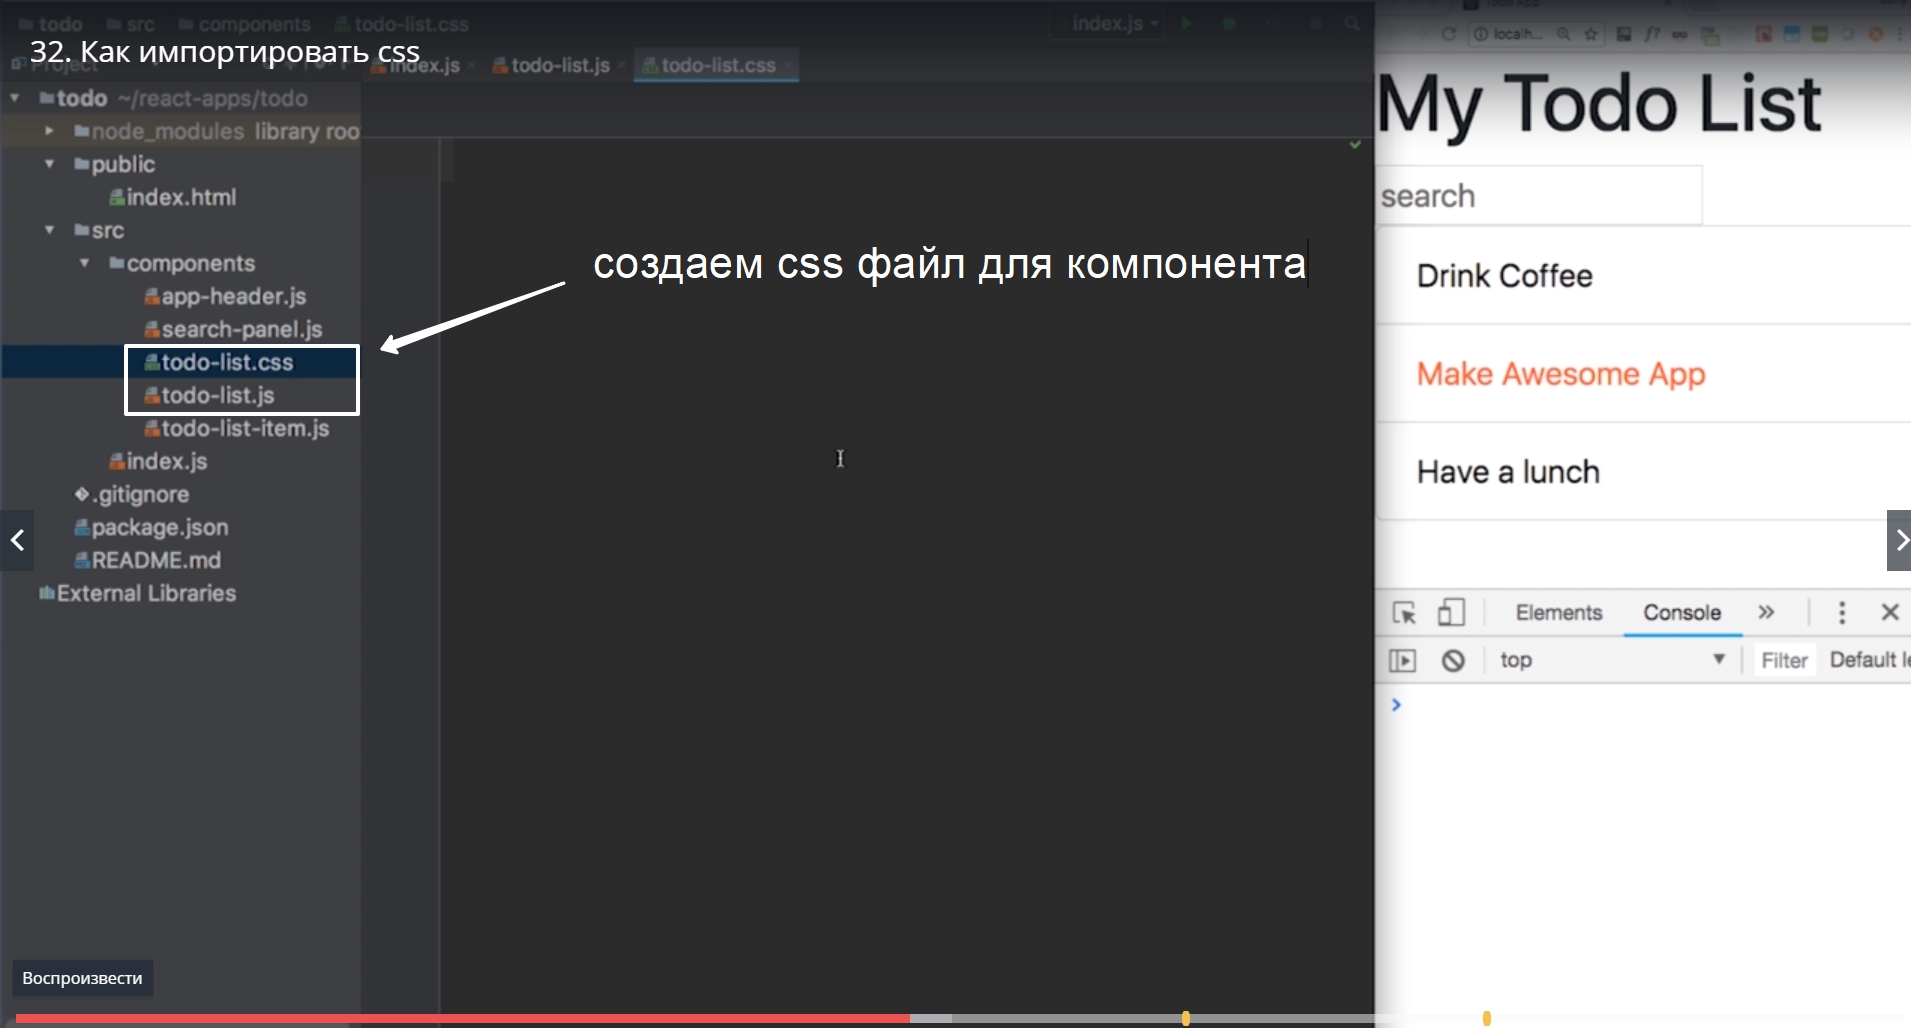 todo src components todo-list.css index.js
32. Как импортировать css
Project
index.js todo-list.js todo-list.css
todo ~/react-apps/todo
node_modules library roo
public
index.html
src
components
app-header.js
search-panel.js
todo-list.css
todo-list.js
todo-list-item.js
index.js
.gitignore
package.json
README.md
External Libraries
создаем css файл для компонента
Воспроизвести
Todo App
localh...
My Todo List
search
Drink Coffee
Make Awesome App
Have a lunch
Elements Console
top Filter Default le